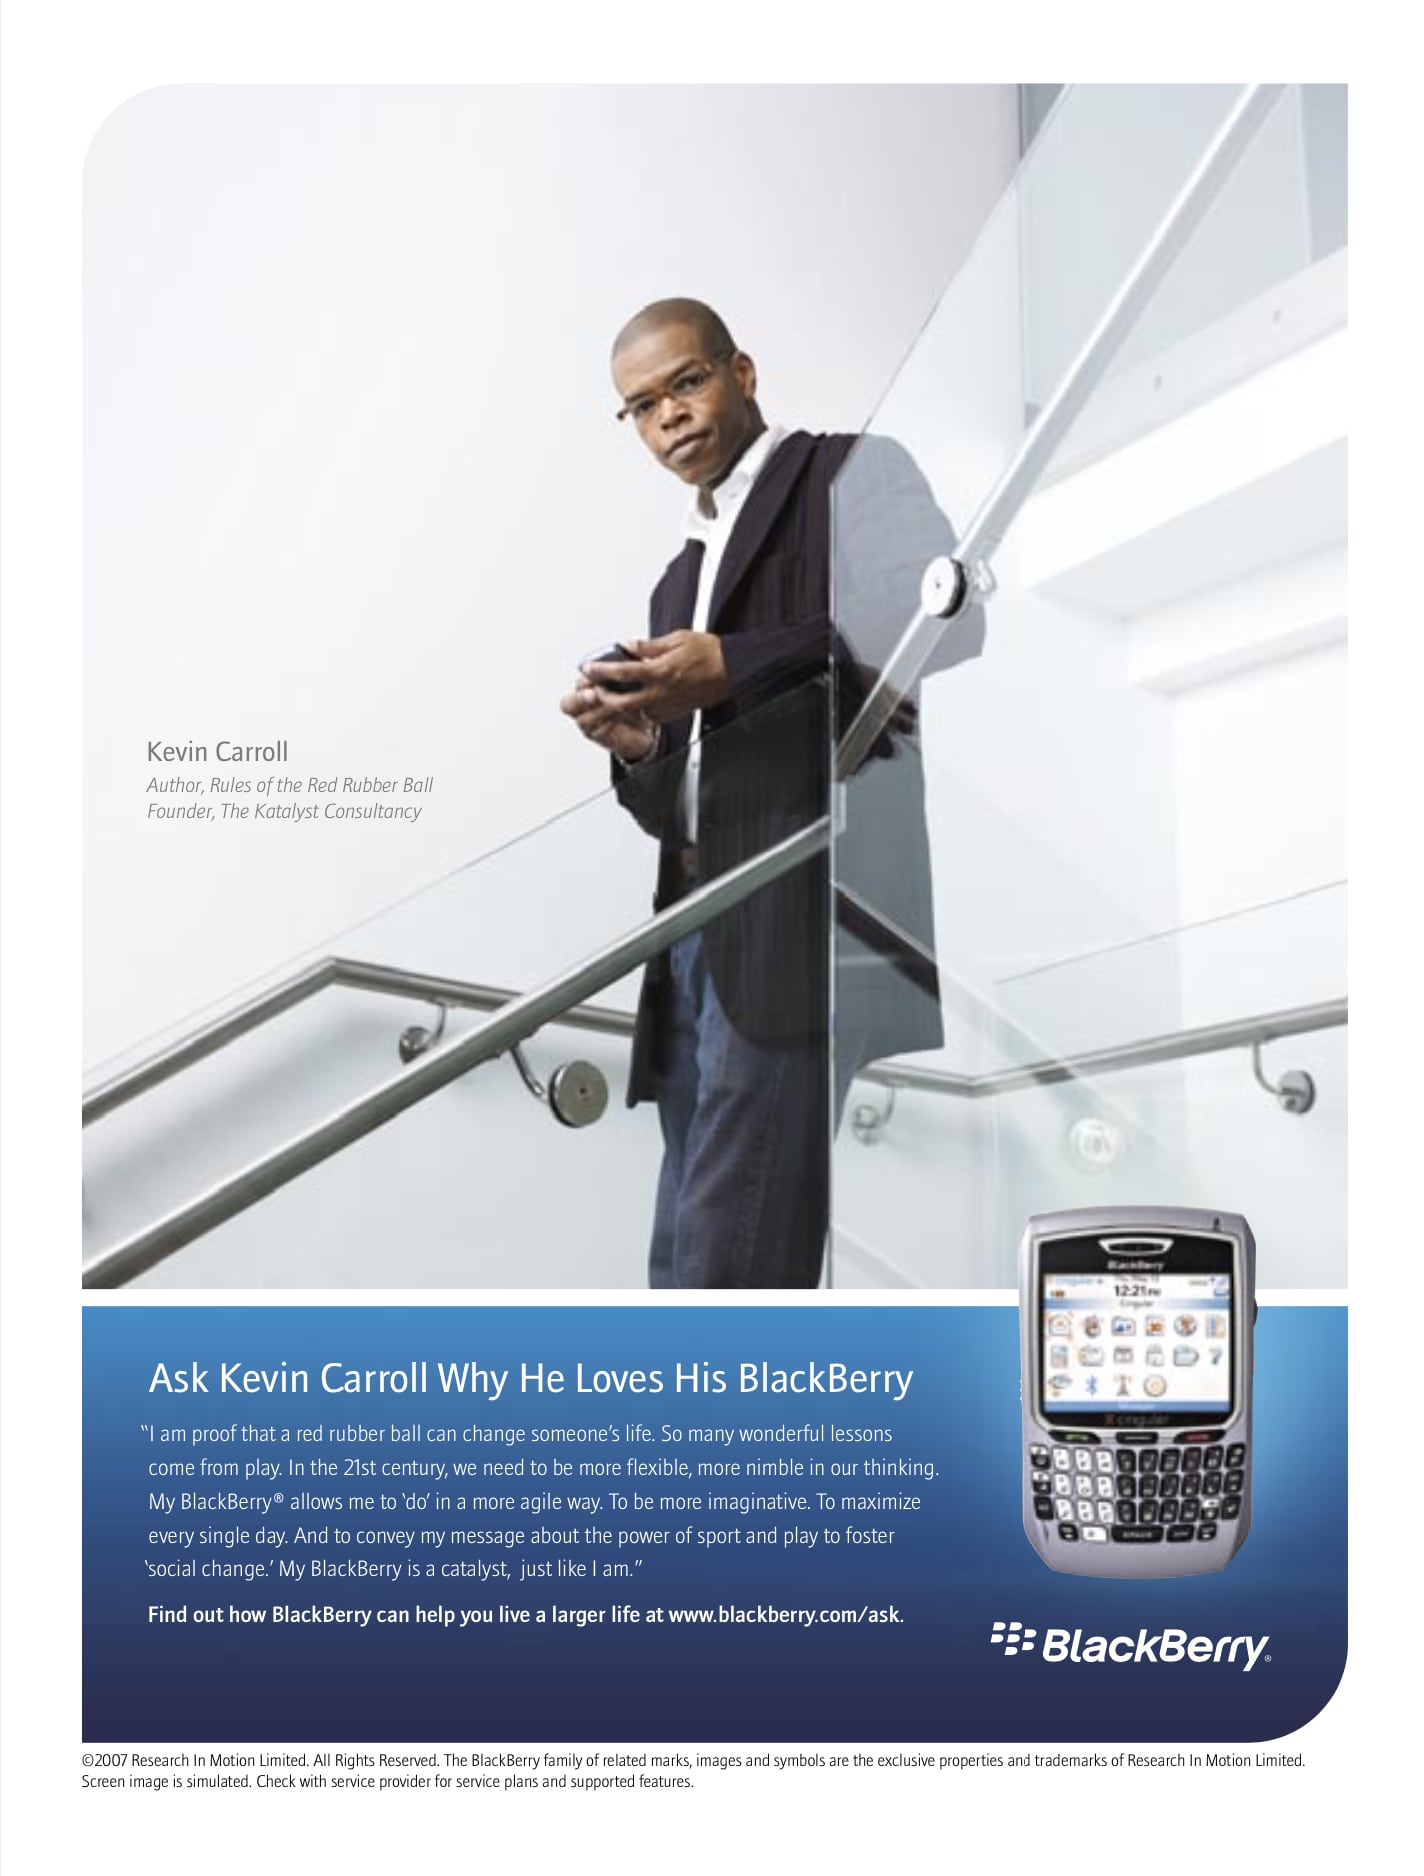 Kevin Carroll
Author, Rules of the Red Rubber Ball
Founder, The Katalyst Consultancy
BlackBerry
12:21PM
Cingular
cingular
Ask Kevin Carroll Why He Loves His BlackBerry
“I am proof that a red rubber ball can change someone’s life. So many wonderful lessons
come from play. In the 21st century, we need to be more flexible, more nimble in our thinking.
My BlackBerry® allows me to ‘do’ in a more agile way. To be more imaginative. To maximize
every single day. And to convey my message about the power of sport and play to foster
‘social change.’ My BlackBerry is a catalyst,  just like I am.”
Find out how BlackBerry can help you live a larger life at www.blackberry.com/ask.
BlackBerry®
©2007 Research In Motion Limited. All Rights Reserved. The BlackBerry family of related marks, images and symbols are the exclusive properties and trademarks of Research In Motion Limited.
Screen image is simulated. Check with service provider for service plans and supported features.